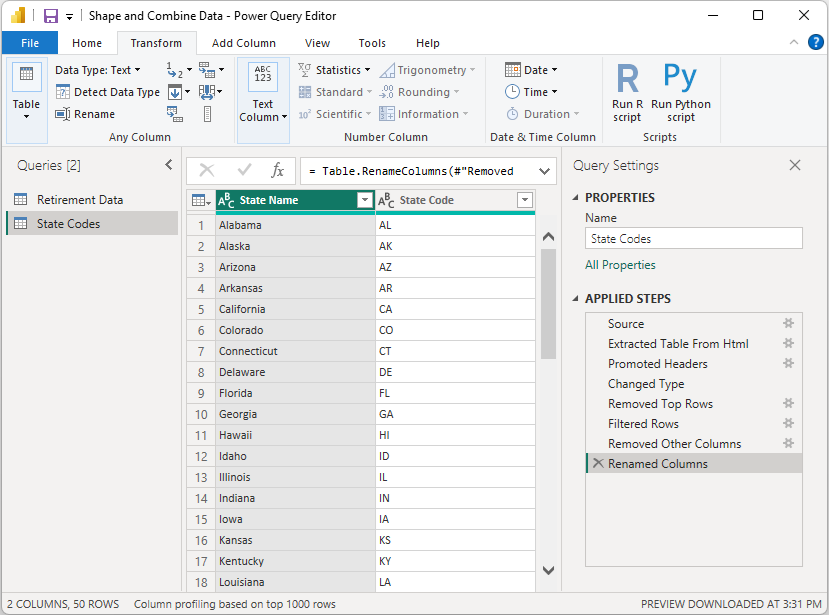 Shape and Combine Data - Power Query Editor
File Home Transform Add Column View Tools Help
Table
Data Type: Text
Detect Data Type
Rename
Any Column
ABC
123
Text
Column
Statistics
Standard
Scientific
Trigonometry
Rounding
Information
Number Column
Date
Time
Duration
Date & Time Column
R
Run R
script
Py
Run Python
script
Scripts
Queries [2]
Retirement Data
State Codes
fx
= Table.RenameColumns(#"Removed
ABC State Name ABC State Code
1 Alabama AL
2 Alaska AK
3 Arizona AZ
4 Arkansas AR
5 California CA
6 Colorado CO
7 Connecticut CT
8 Delaware DE
9 Florida FL
10 Georgia GA
11 Hawaii HI
12 Idaho ID
13 Illinois IL
14 Indiana IN
15 Iowa IA
16 Kansas KS
17 Kentucky KY
18 Louisiana LA
Query Settings
PROPERTIES
Name
State Codes
All Properties
APPLIED STEPS
Source
Extracted Table From Html
Promoted Headers
Changed Type
Removed Top Rows
Filtered Rows
Removed Other Columns
Renamed Columns
2 COLUMNS, 50 ROWS Column profiling based on top 1000 rows PREVIEW DOWNLOADED AT 3:31 PM